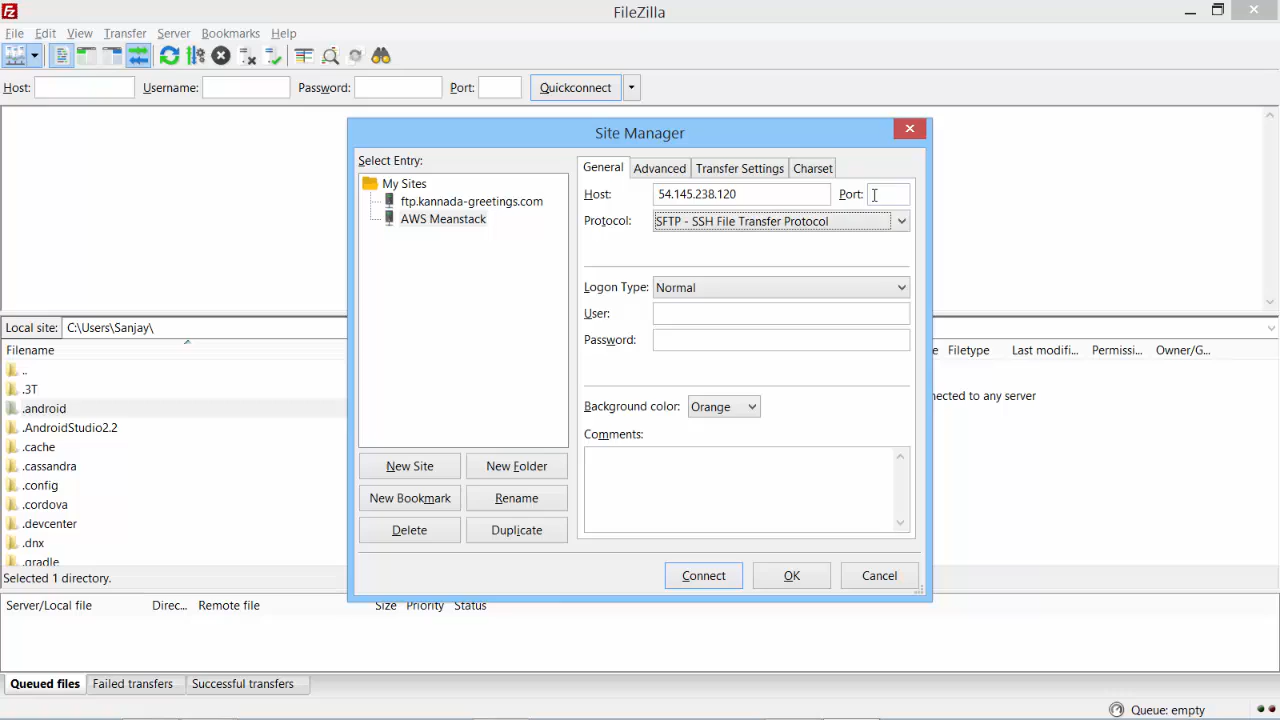 Fz
FileZilla
File Edit View Transfer Server Bookmarks Help
Host: Username: Password: Port: Quickconnect
Site Manager
Select Entry:
My Sites
ftp.kannada-greetings.com
AWS Meanstack
New Site New Folder
New Bookmark Rename
Delete Duplicate
General Advanced Transfer Settings Charset
Host: 54.145.238.120 Port:
Protocol: SFTP - SSH File Transfer Protocol
Logon Type: Normal
User:
Password:
Background color: Orange
Comments:
Connect OK Cancel
Local site: C:\Users\Sanjay\
Filename
..
.3T
.android
.AndroidStudio2.2
.cache
.cassandra
.config
.cordova
.devcenter
.dnx
.gradle
Selected 1 directory.
e Filetype Last modifi... Permissi... Owner/G...
nected to any server
Server/Local file Direc... Remote file Size Priority Status
Queued files Failed transfers Successful transfers
Queue: empty